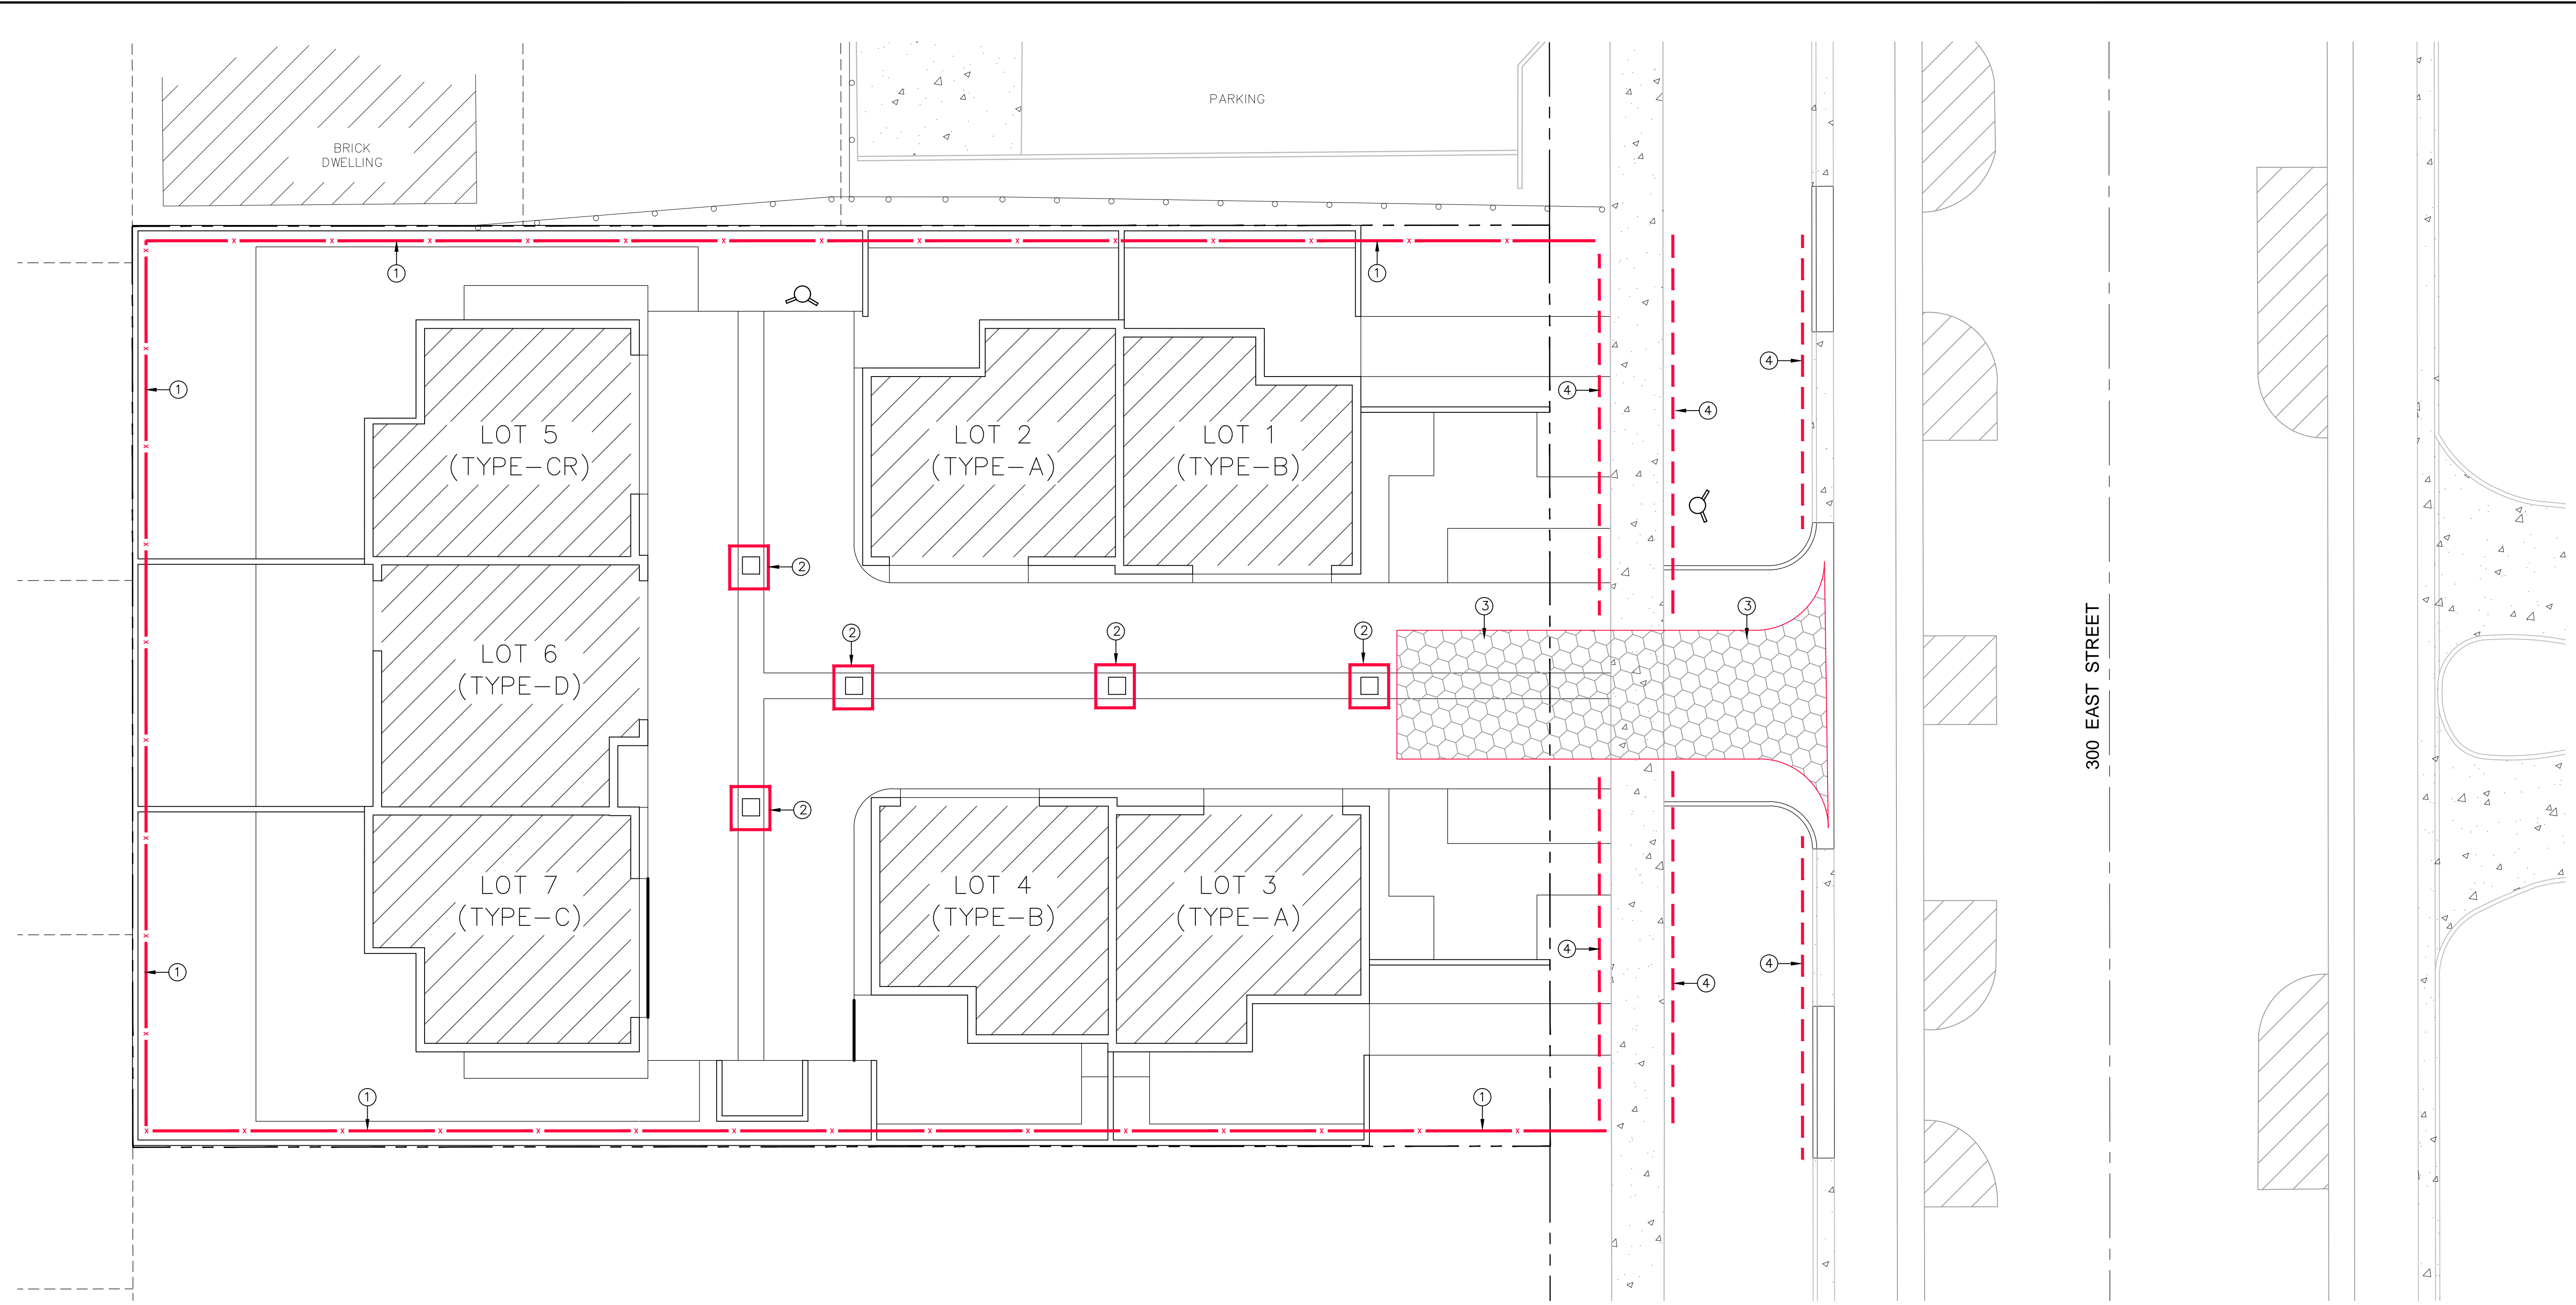 PARKING
BRICK
DWELLING
1
1
4
1
4
4
LOT 5
(TYPE-CR)
LOT 2
(TYPE-A)
LOT 1
(TYPE-B)
2
3
3
2
2
2
LOT 6
(TYPE-D)
300 EAST STREET
2
LOT 7
(TYPE-C)
LOT 4
(TYPE-B)
LOT 3
(TYPE-A)
4
4
1
4
1
1